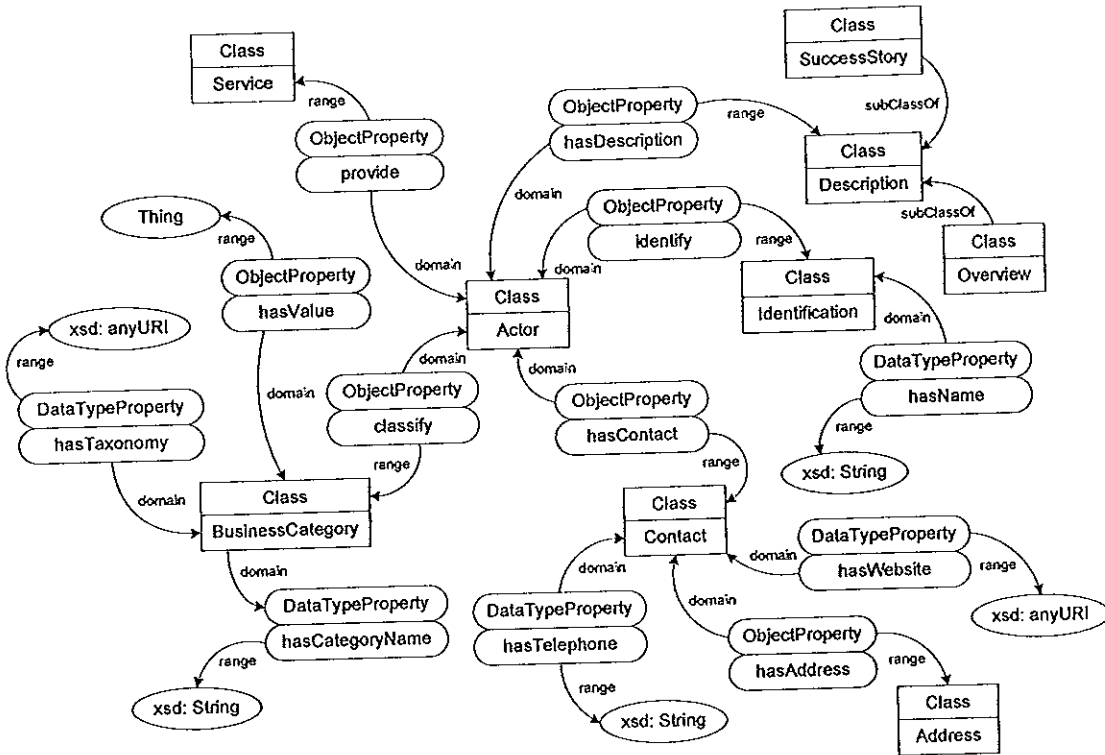 Class
SuccessStory
subClassOf
Class
Service
range
ObjectProperty
provide
domain
ObjectProperty
hasDescription
range
domain
Class
Description
subClassOf
Class
Overview
ObjectProperty
identify
range
domain
Class
Identification
domain
DataTypeProperty
hasName
range
xsd: String
Thing
range
ObjectProperty
hasValue
domain
Class
Actor
xsd: anyURI
range
DataTypeProperty
hasTaxonomy
domain
domain
ObjectProperty
classify
range
domain
ObjectProperty
hasContact
range
Class
BusinessCategory
domain
DataTypeProperty
hasCategoryName
range
xsd: String
Class
Contact
domain
DataTypeProperty
hasTelephone
range
xsd: String
domain
DataTypeProperty
hasWebsite
range
xsd: anyURI
domain
ObjectProperty
hasAddress
range
Class
Address